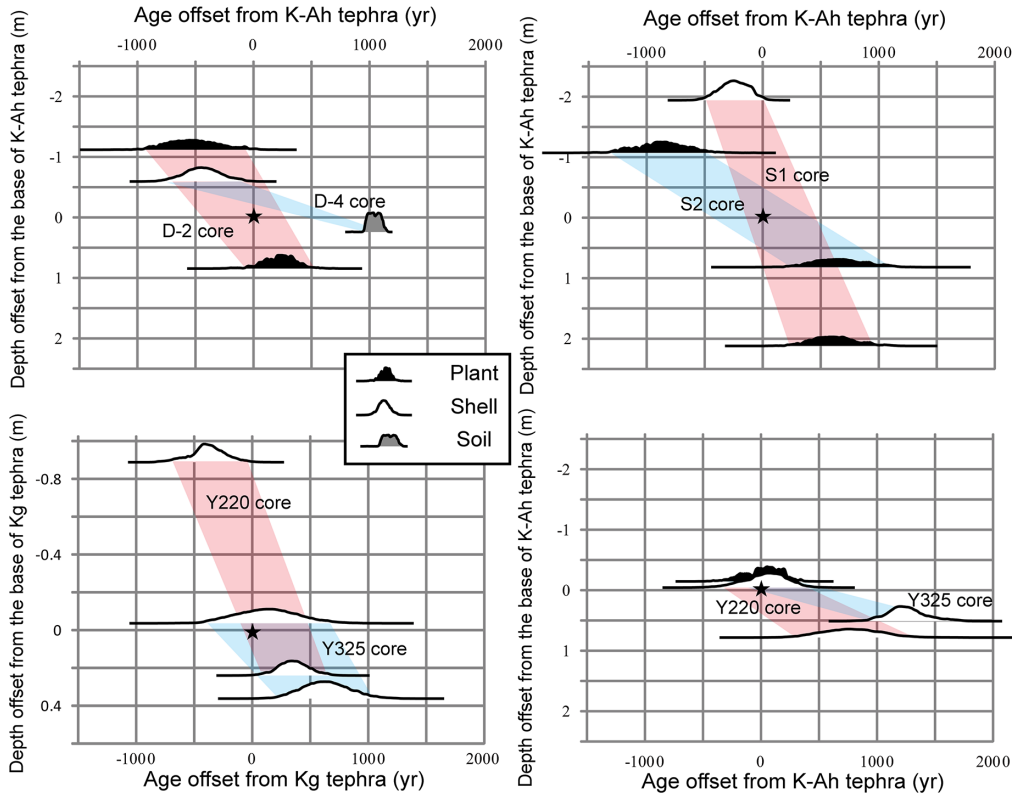 Age offset from K-Ah tephra (yr)
-1000 0 1000 2000
Depth offset from the base of K-Ah tephra (m)
-2
-1
0
1
2
D-4 core
D-2 core
Age offset from K-Ah tephra (yr)
-1000 0 1000 2000
Depth offset from the base of K-Ah tephra (m)
-2
-1
0
1
2
S1 core
S2 core
Plant
Shell
Soil
Depth offset from the base of Kg tephra (m)
-0.8
-0.4
0
0.4
Y220 core
Y325 core
-1000 0 1000 2000
Age offset from Kg tephra (yr)
Depth offset from the base of K-Ah tephra (m)
-2
-1
0
1
2
Y220 core
Y325 core
-1000 0 1000 2000
Age offset from K-Ah tephra (yr)